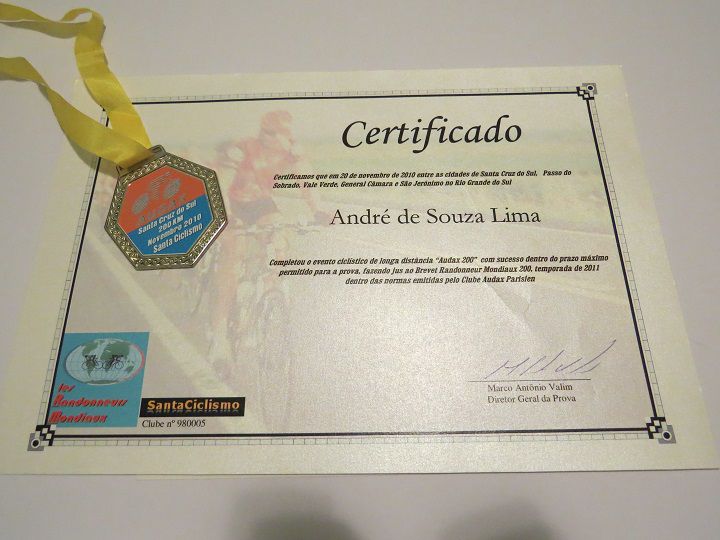 Certificado
Certificamos que em 20 de novembro de 2010 entre as cidades de Santa Cruz do Sul, Passo do
Sobrado, Vale Verde, General Câmara e São Jerônimo no Rio Grande do Sul
André de Souza Lima
Completou o evento ciclístico de longa distância "Audax 200" com sucesso dentro do prazo máximo
permitido para a prova, fazendo jus ao Brevet Randonneur Mondiaux 200, temporada de 2011
dentro das normas emitidas pelo Clube Audax Parisien
Marco Antônio Valim
Diretor Geral da Prova
AUDAX
Santa Cruz do Sul
200 KM
Novembro 2010
Santa Ciclismo
les
Randonneurs
Mondiaux
SantaCiclismo
Clube nº 980005